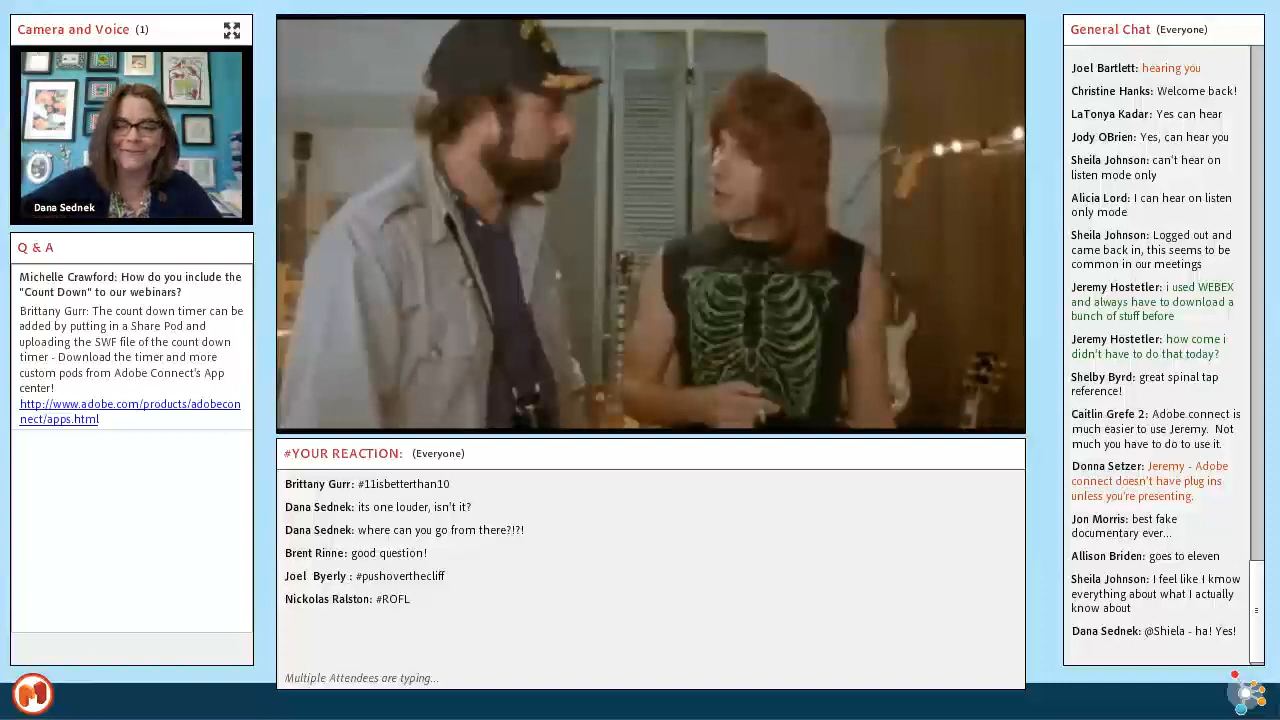 Camera and Voice (1)
Dana Sednek
Q & A
Michelle Crawford: How do you include the
"Count Down" to our webinars?
Brittany Gurr: The count down timer can be
added by putting in a Share Pod and
uploading the SWF file of the count down
timer - Download the timer and more
custom pods from Adobe Connect's App
center!
http://www.adobe.com/products/adobecon
nect/apps.html
#YOUR REACTION: (Everyone)
Brittany Gurr: #11isbetterthan10
Dana Sednek: its one louder, isn't it?
Dana Sednek: where can you go from there?!?!
Brent Rinne: good question!
Joel Byerly : #pushoverthecliff
Nickolas Ralston: #ROFL
Multiple Attendees are typing...
General Chat (Everyone)
Joel Bartlett: hearing you
Christine Hanks: Welcome back!
LaTonya Kadar: Yes can hear
Jody OBrien: Yes, can hear you
Sheila Johnson: can't hear on
listen mode only
Alicia Lord: I can hear on listen
only mode
Sheila Johnson: Logged out and
came back in, this seems to be
common in our meetings
Jeremy Hostetler: i used WEBEX
and always have to download a
bunch of stuff before
Jeremy Hostetler: how come i
didn't have to do that today?
Shelby Byrd: great spinal tap
reference!
Caitlin Grefe 2: Adobe connect is
much easier to use Jeremy. Not
much you have to do to use it.
Donna Setzer: Jeremy - Adobe
connect doesn't have plug ins
unless you're presenting.
Jon Morris: best fake
documentary ever...
Allison Briden: goes to eleven
Sheila Johnson: I feel like I kmow
everything about what I actually
know about
Dana Sednek: @Shiela - ha! Yes!